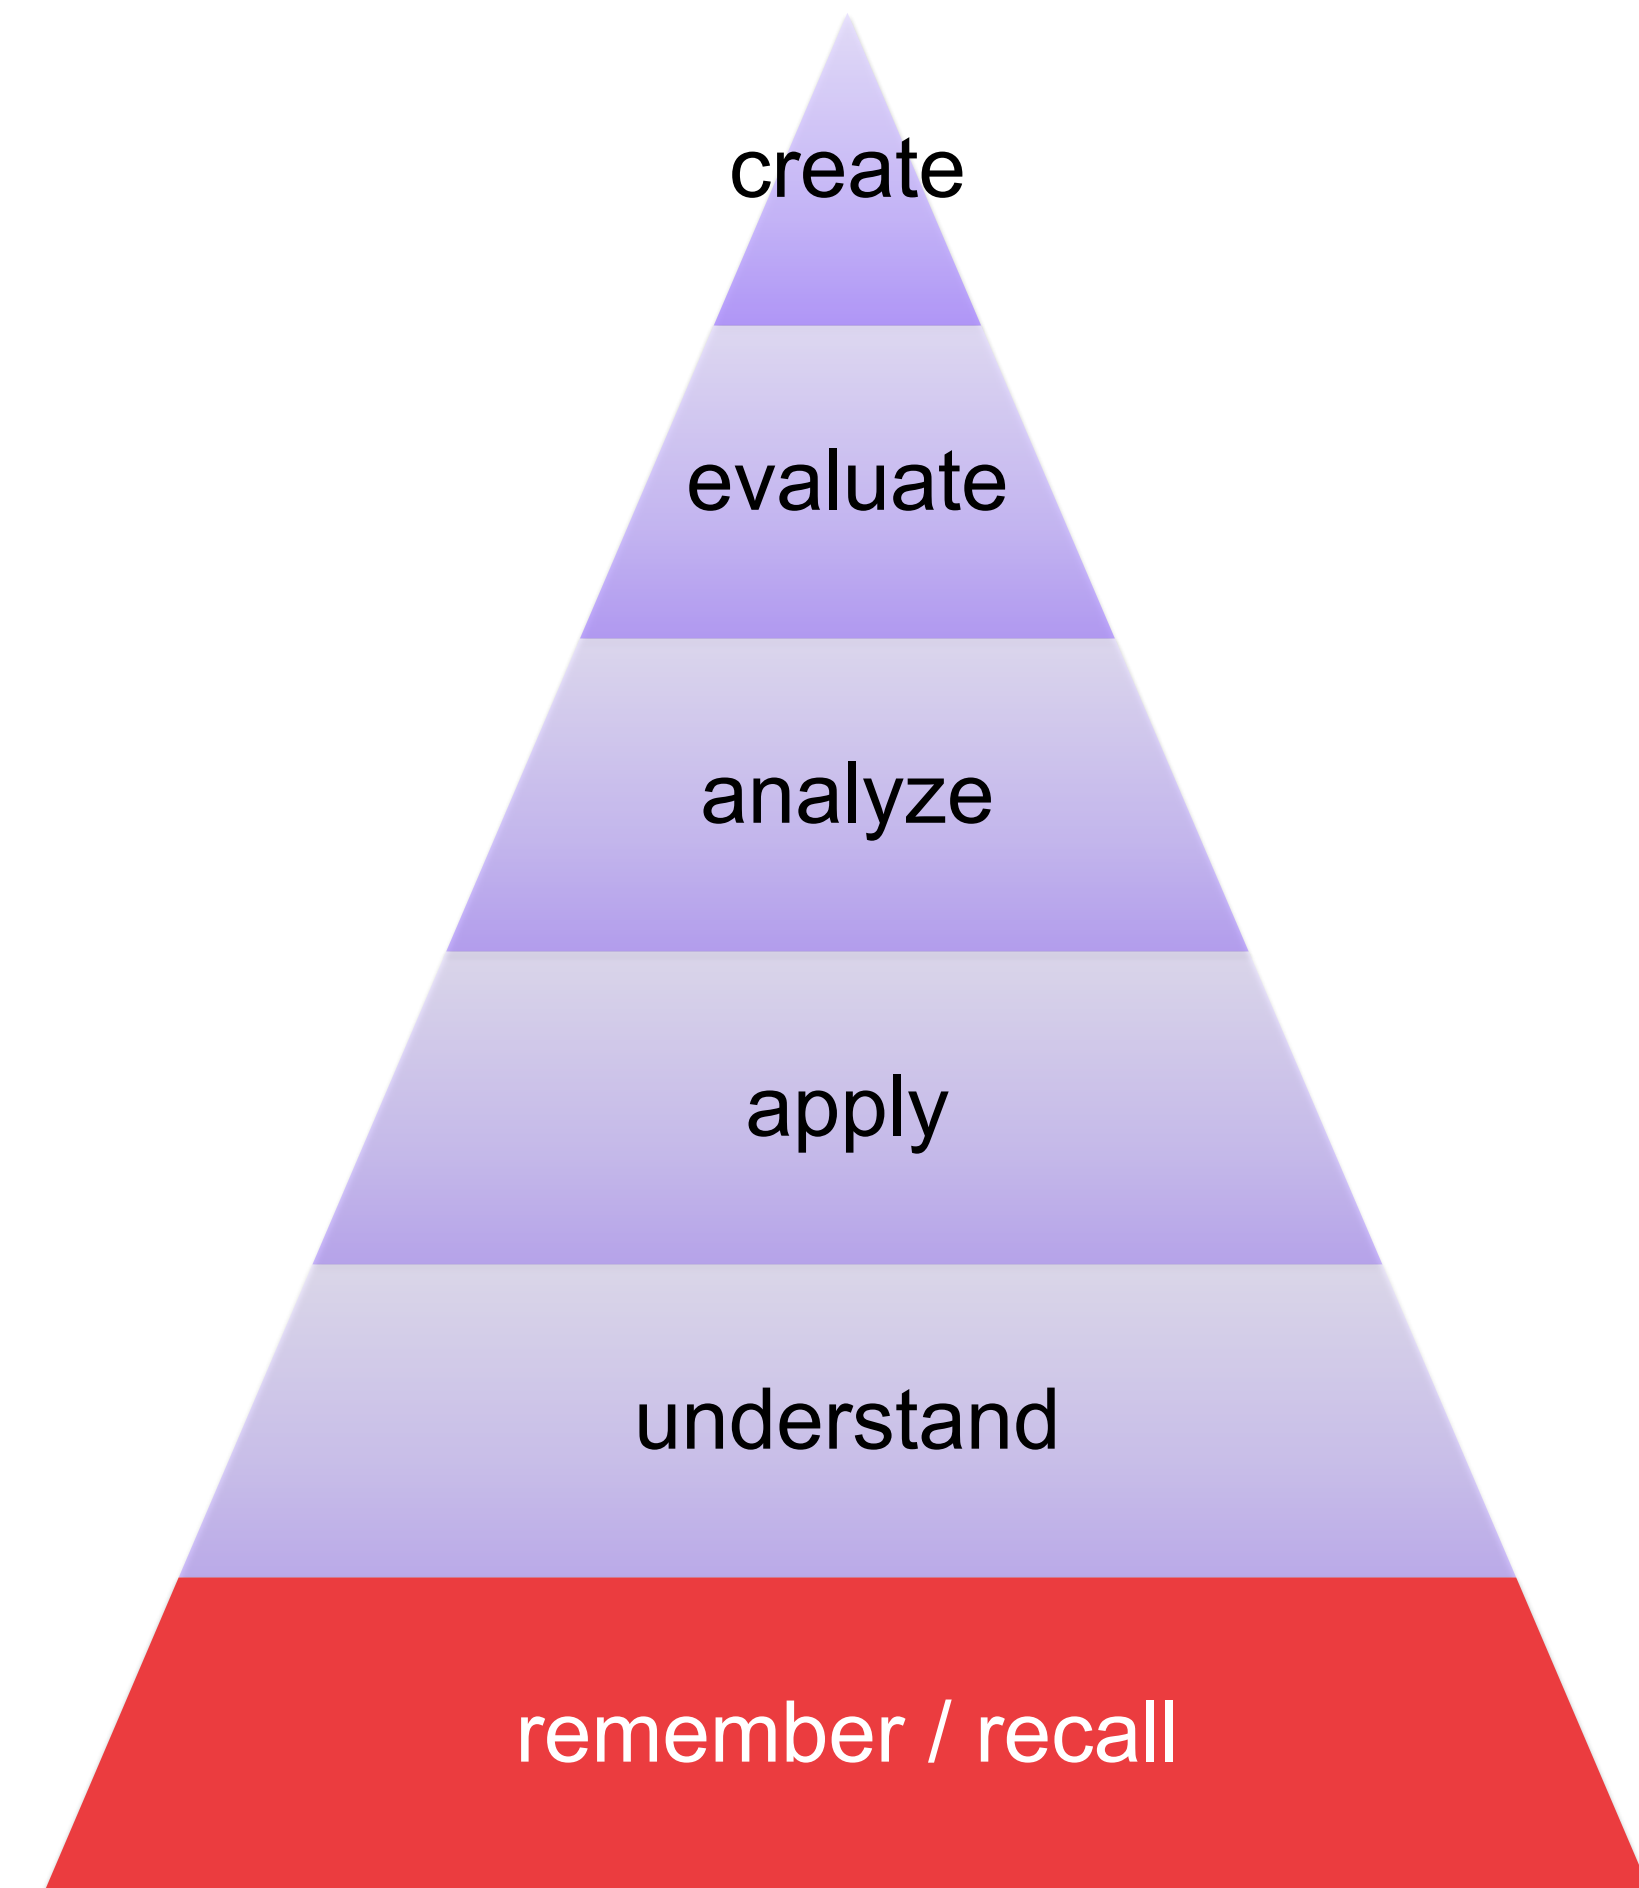 create
evaluate
analyze
apply
understand
remember / recall